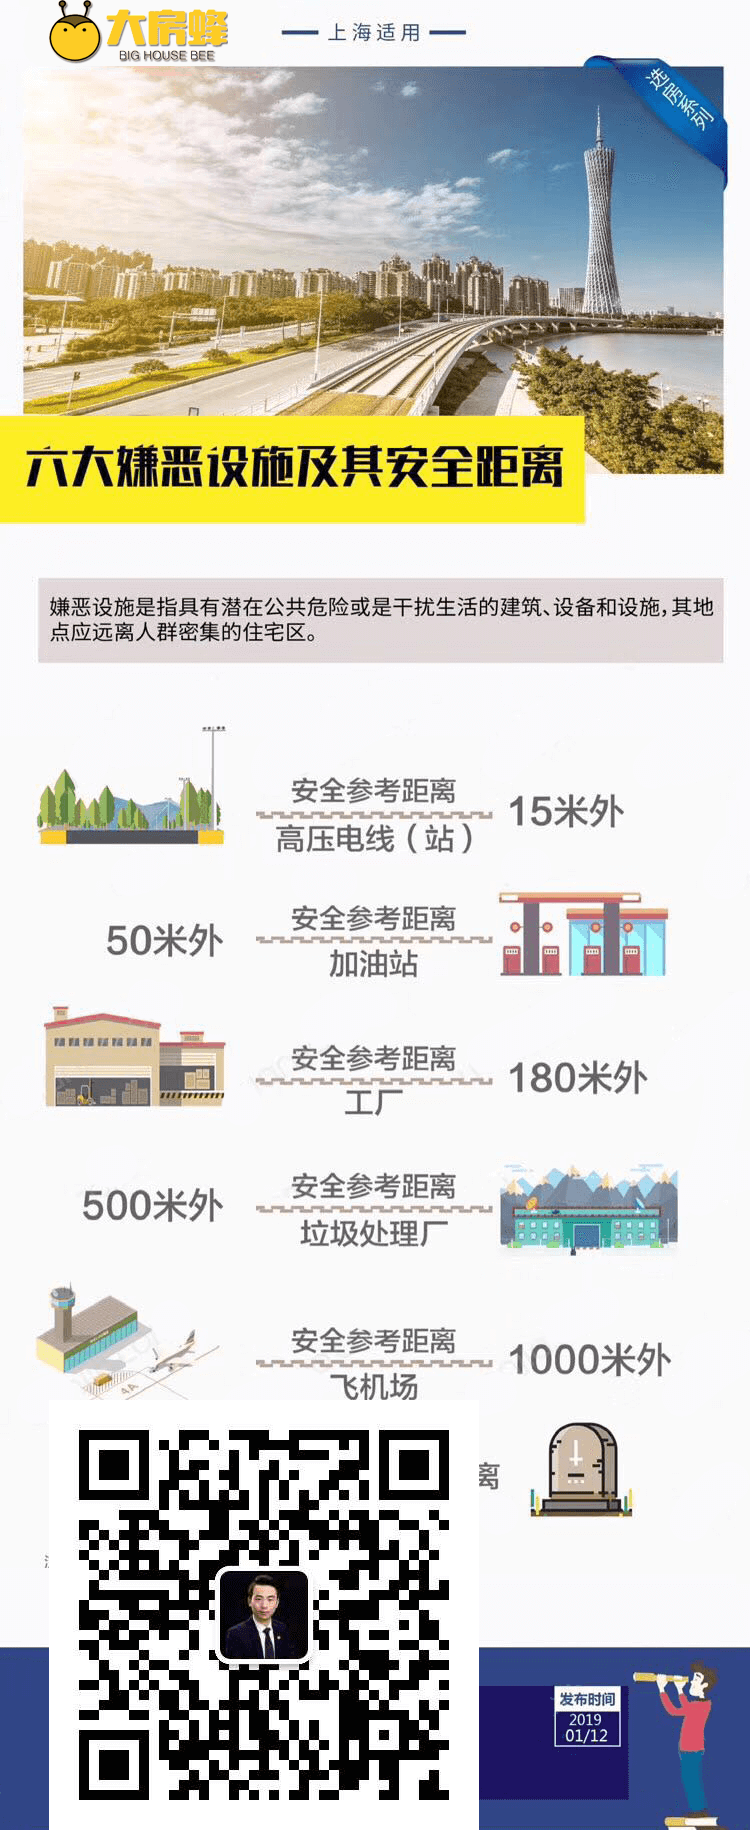 大房蜂
BIG HOUSE BEE
上海适用
选房系列
六大嫌恶设施及其安全距离
嫌恶设施是指具有潜在公共危险或是干扰生活的建筑、设备和设施，其地
点应远离人群密集的住宅区。
安全参考距离
高压电线（站）
15米外
50米外
安全参考距离
加油站
安全参考距离
工厂
180米外
500米外
安全参考距离
垃圾处理厂
安全参考距离
飞机场
1000米外
4A
离
发布时间
2019
01/12